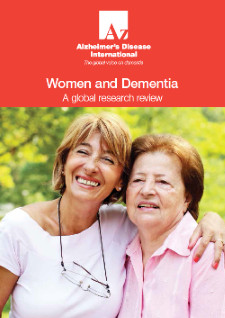 Az
Alzheimer's Disease
International
The global voice on dementia
Women and Dementia
A global research review